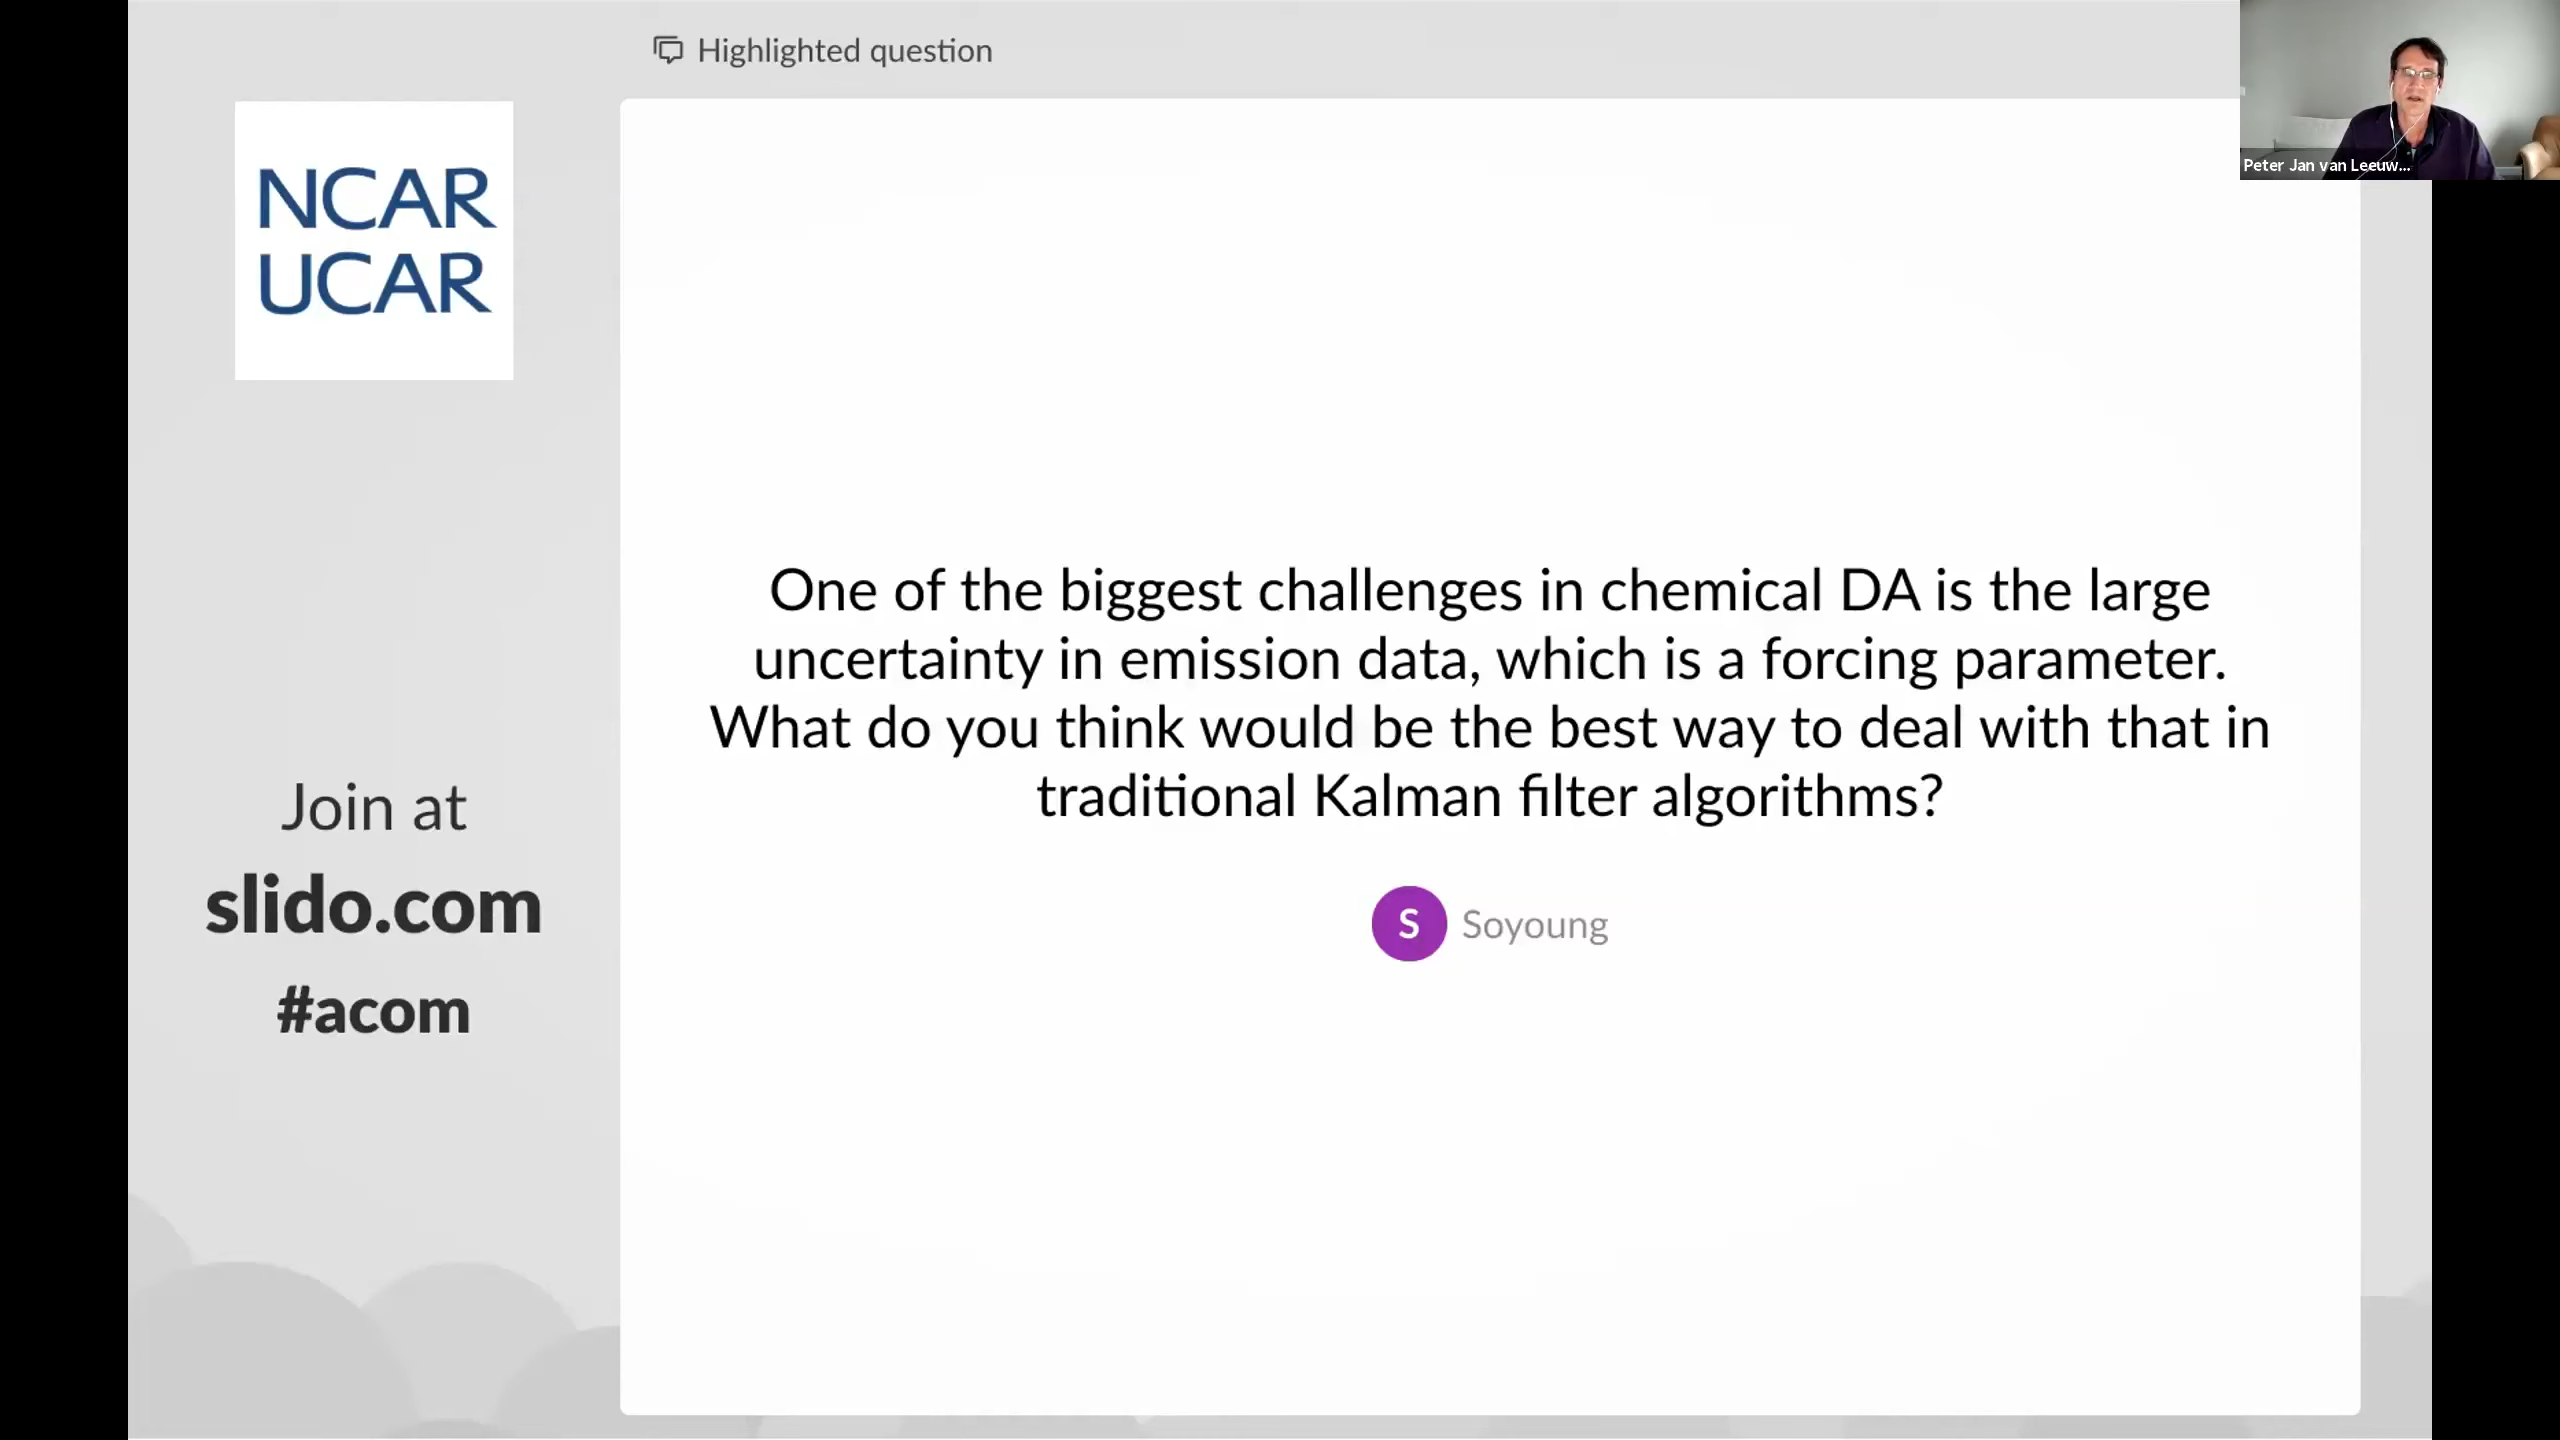 Highlighted question
NCAR
UCAR
Peter Jan van Leeuw...
One of the biggest challenges in chemical DA is the large
uncertainty in emission data, which is a forcing parameter.
What do you think would be the best way to deal with that in
traditional Kalman filter algorithms?
S Soyoung
Join at
slido.com
#acom